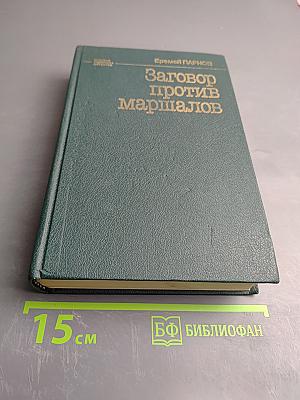 Еремей ПАРНОВ
Заговор
против
маршалов
15 см
БФ БИБЛИОФАН